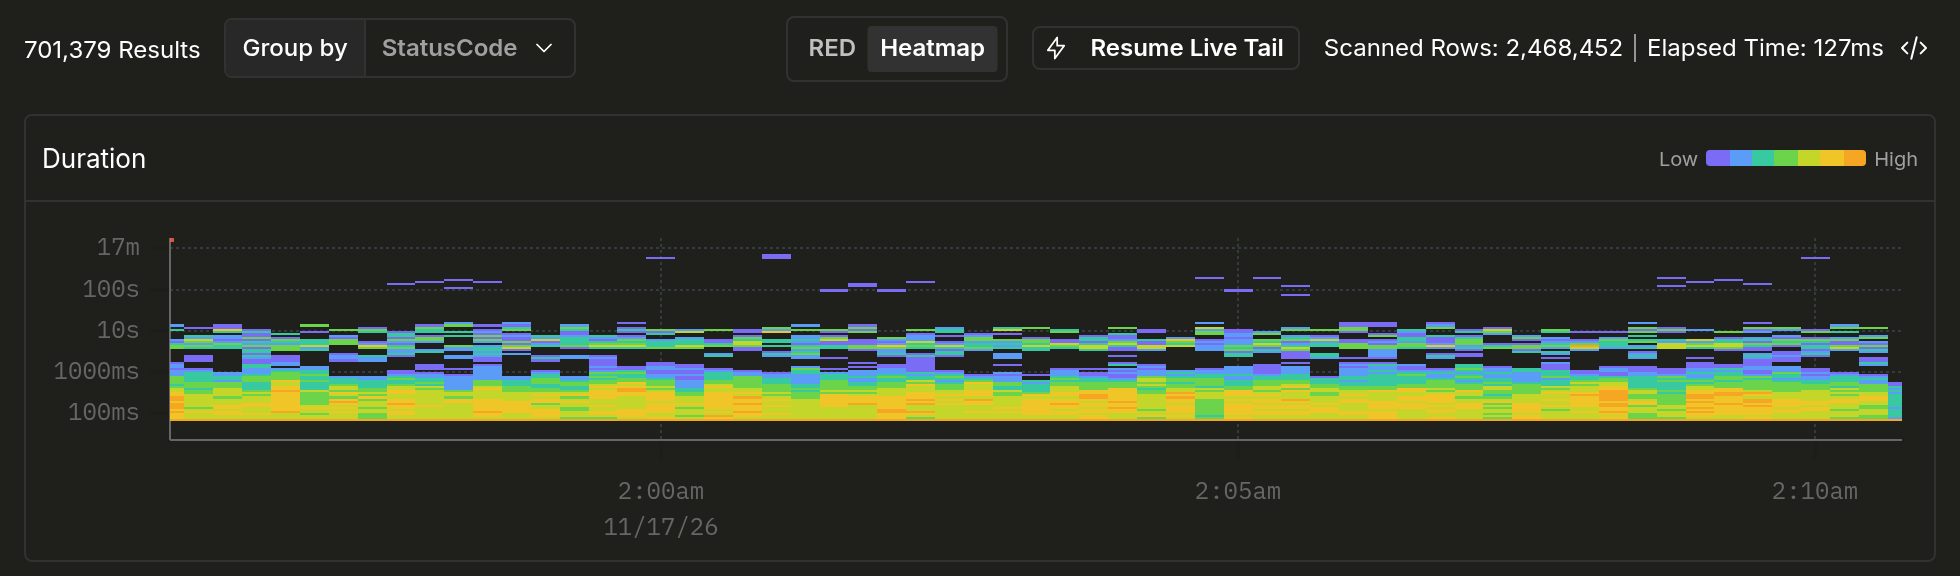 701,379 Results Group by StatusCode RED Heatmap Resume Live Tail Scanned Rows: 2,468,452 | Elapsed Time: 127ms </>
Duration Low High
17m
100s
10s
1000ms
100ms
2:00am 2:05am 2:10am
11/17/26